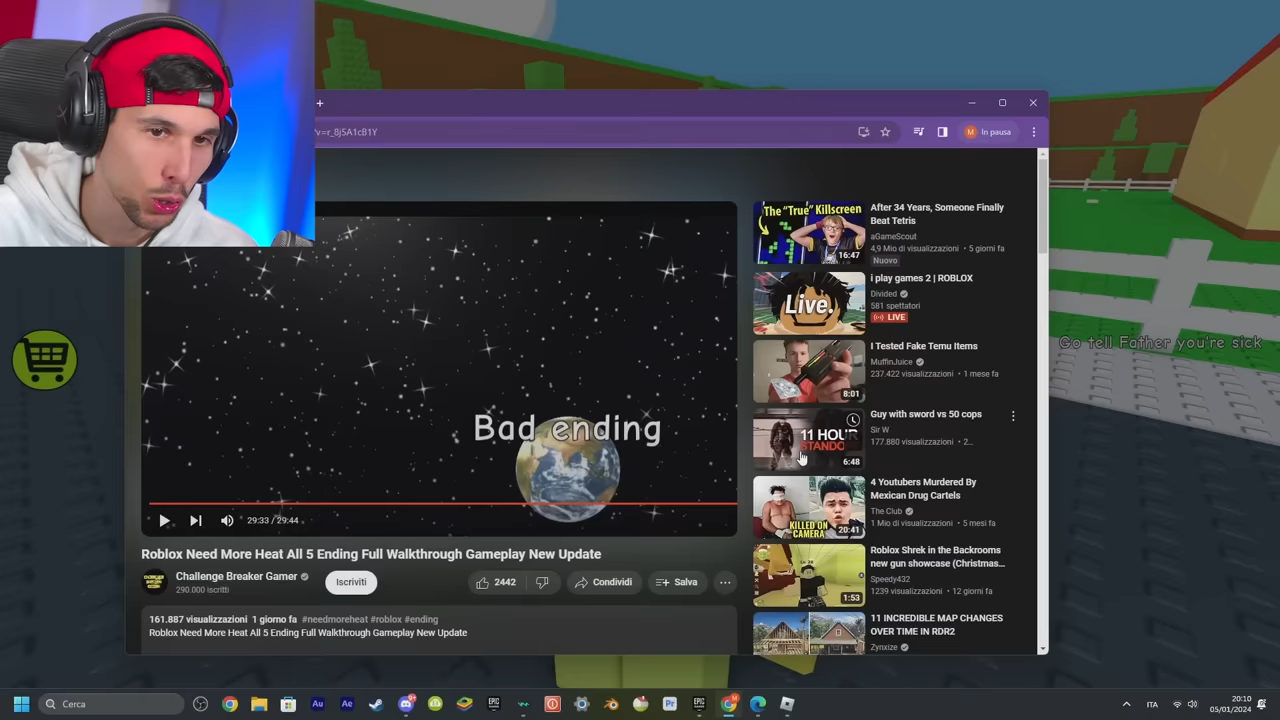 ?v=r_8j5A1cB1Y
In pausa
Bad ending
29:33 / 29:44
Roblox Need More Heat All 5 Ending Full Walkthrough Gameplay New Update
Challenge Breaker Gamer
290.000 iscritti
Iscriviti
2442
Condividi
Salva
161.887 visualizzazioni 1 giorno fa #needmoreheat #roblox #ending
Roblox Need More Heat All 5 Ending Full Walkthrough Gameplay New Update
The "True" Killscreen
16:47
After 34 Years, Someone Finally
Beat Tetris
aGameScout
4,9 Mio di visualizzazioni • 5 giorni fa
Nuovo
Live.
i play games 2 | ROBLOX
Divided
581 spettatori
LIVE
8:01
I Tested Fake Temu Items
MuffinJuice
237.422 visualizzazioni • 1 mese fa
11 HOUR
6:48
Guy with sword vs 50 cops
Sir W
177.880 visualizzazioni • 2...
KILLED ON
CAMERA
20:41
4 Youtubers Murdered By
Mexican Drug Cartels
The Club
1 Mio di visualizzazioni • 5 mesi fa
1:53
Roblox Shrek in the Backrooms
new gun showcase (Christmas...
Speedy432
1239 visualizzazioni • 12 giorni fa
11 INCREDIBLE MAP CHANGES
OVER TIME IN RDR2
Zynxize
Go tell Father you're sick
Cerca
ITA
20:10
05/01/2024